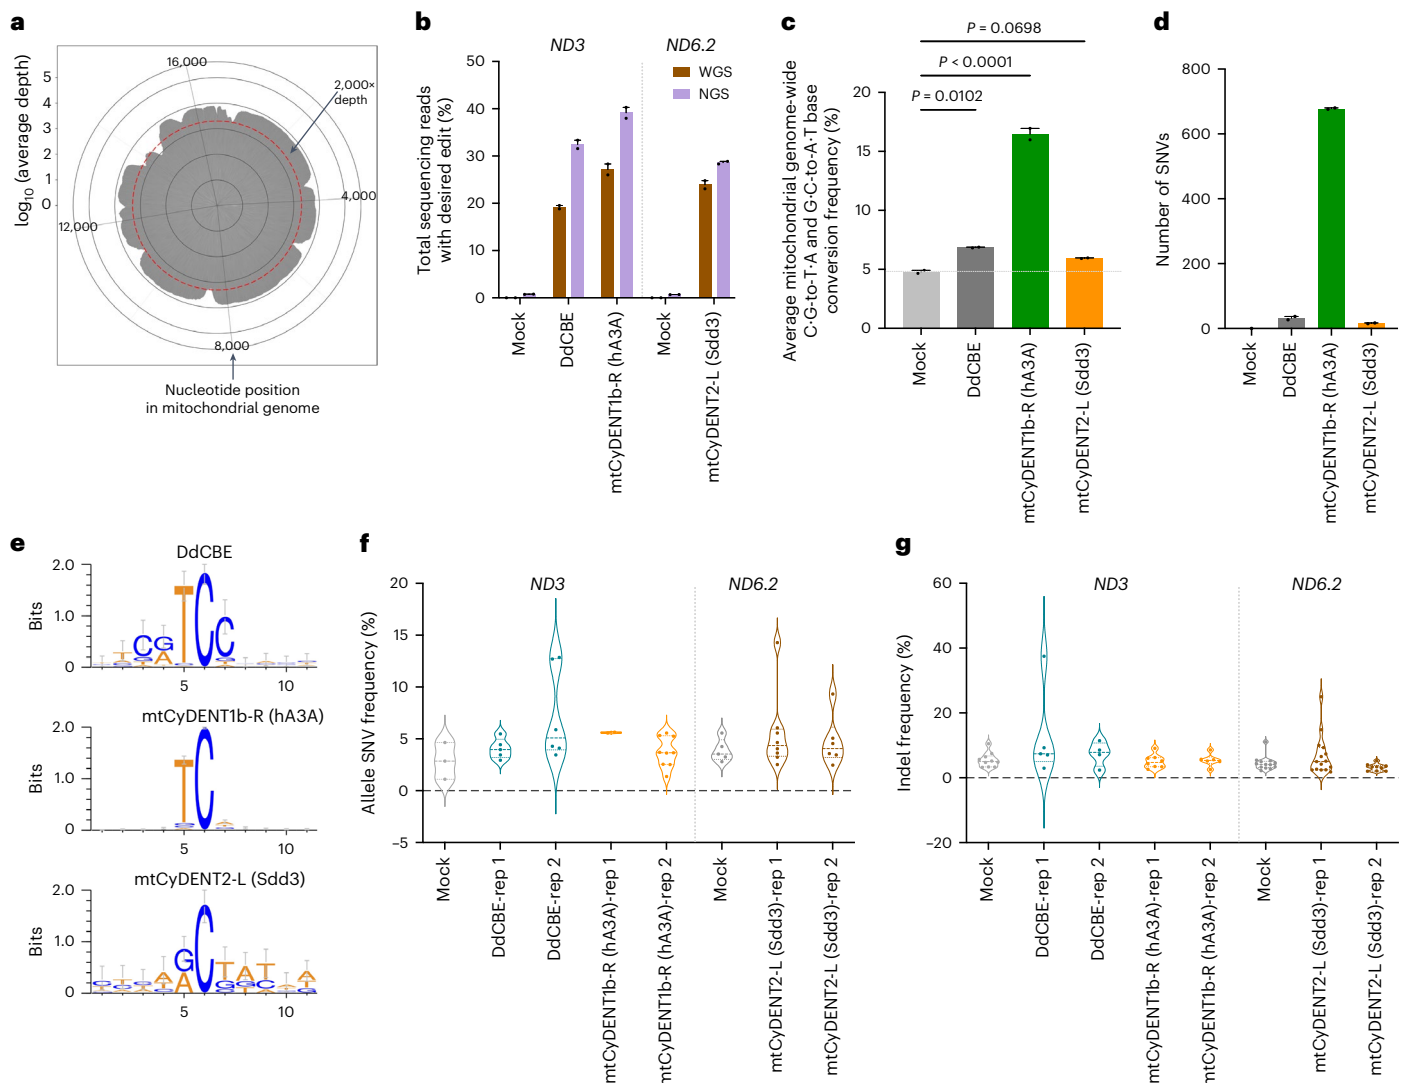 a
log10 (average depth)
5
4
3
2
1
0
16,000
2,000×
depth
4,000
12,000
8,000
Nucleotide position
in mitochondrial genome
b
ND3
ND6.2
WGS
NGS
Total sequencing reads
with desired edit (%)
50
40
30
20
10
0
Mock
DdCBE
mtCyDENT1b-R (hA3A)
Mock
mtCyDENT2-L (Sdd3)
c
P = 0.0698
P < 0.0001
P = 0.0102
Average mitochondrial genome-wide
C·G-to-T·A and G·C-to-A·T base
conversion frequency (%)
20
15
10
5
0
Mock
DdCBE
mtCyDENT1b-R (hA3A)
mtCyDENT2-L (Sdd3)
d
Number of SNVs
800
600
400
200
0
Mock
DdCBE
mtCyDENT1b-R (hA3A)
mtCyDENT2-L (Sdd3)
e
DdCBE
Bits
2.0
1.0
0
5
10
mtCyDENT1b-R (hA3A)
Bits
2.0
1.0
0
5
10
mtCyDENT2-L (Sdd3)
Bits
2.0
1.0
0
5
10
f
ND3
ND6.2
Allele SNV frequency (%)
20
15
10
5
0
–5
Mock
DdCBE-rep 1
DdCBE-rep 2
mtCyDENT1b-R (hA3A)-rep 1
mtCyDENT1b-R (hA3A)-rep 2
Mock
mtCyDENT2-L (Sdd3)-rep 1
mtCyDENT2-L (Sdd3)-rep 2
g
ND3
ND6.2
Indel frequency (%)
60
40
20
0
–20
Mock
DdCBE-rep 1
DdCBE-rep 2
mtCyDENT1b-R (hA3A)-rep 1
mtCyDENT1b-R (hA3A)-rep 2
Mock
mtCyDENT2-L (Sdd3)-rep 1
mtCyDENT2-L (Sdd3)-rep 2